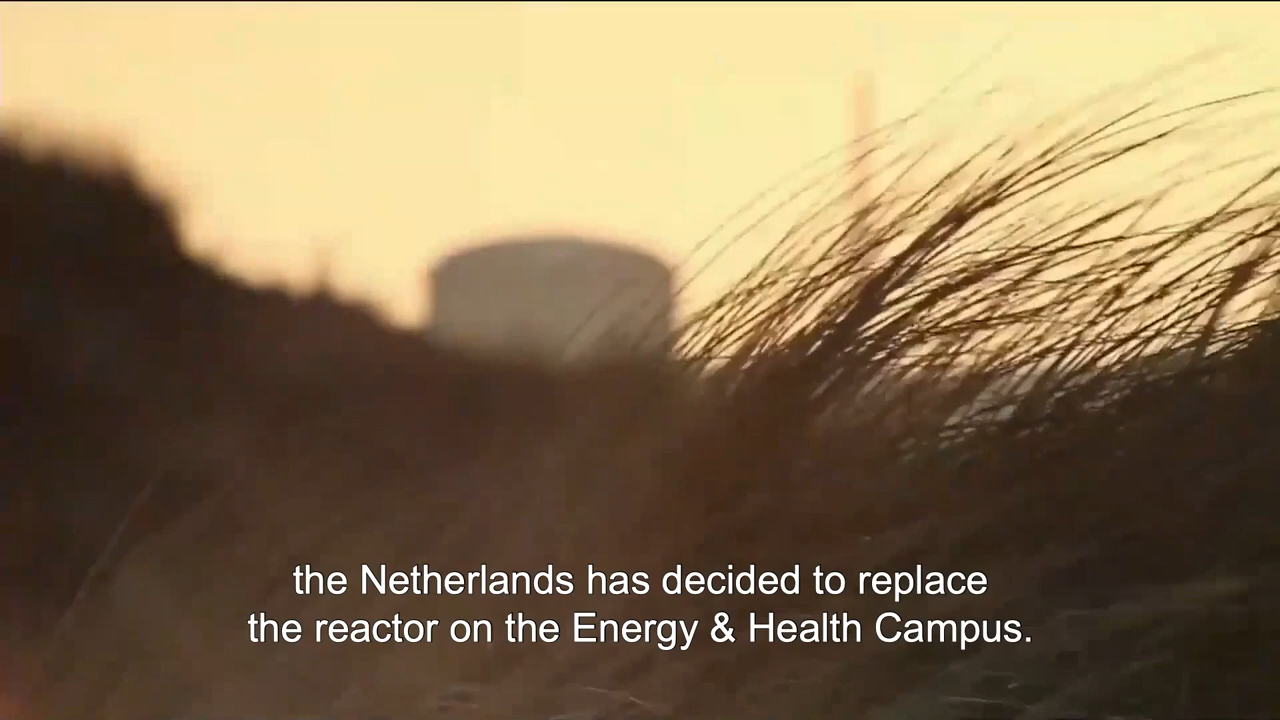 the Netherlands has decided to replace
the reactor on the Energy & Health Campus.